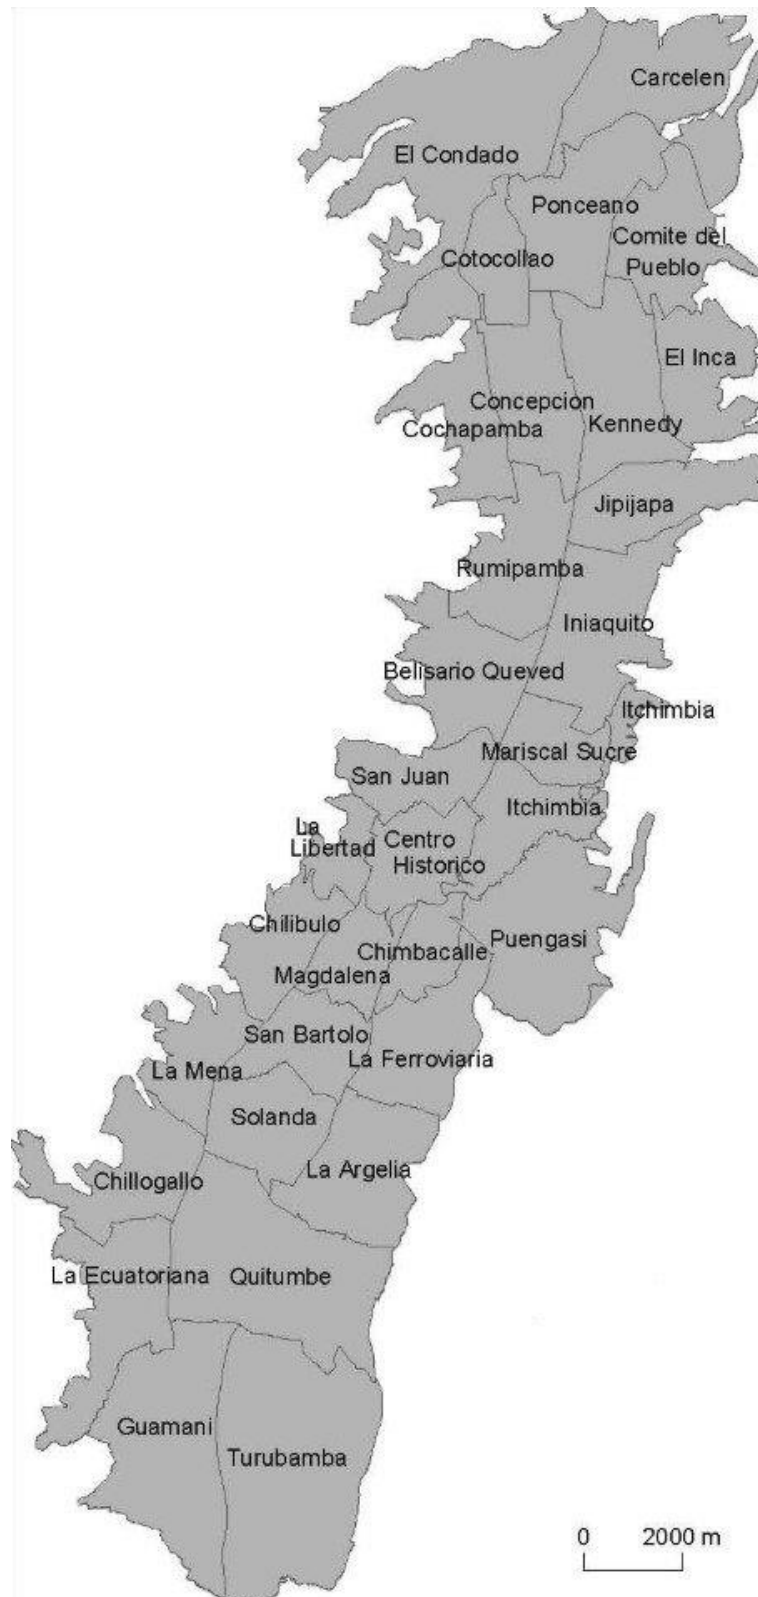 Carcelen
El Condado
Ponceano
Comite del
Pueblo
Cotocollao
El Inca
Concepcion
Kennedy
Cochapamba
Jipijapa
Rumipamba
Iniaquito
Belisario Queved
Itchimbia
Mariscal Sucre
San Juan
Itchimbia
La
Libertad
Centro
Historico
Chilibulo
Puengasi
Chimbacalle
Magdalena
San Bartolo
La Ferroviaria
La Mena
Solanda
La Argelia
Chillogallo
La Ecuatoriana
Quitumbe
Guamani
Turubamba
0 2000 m